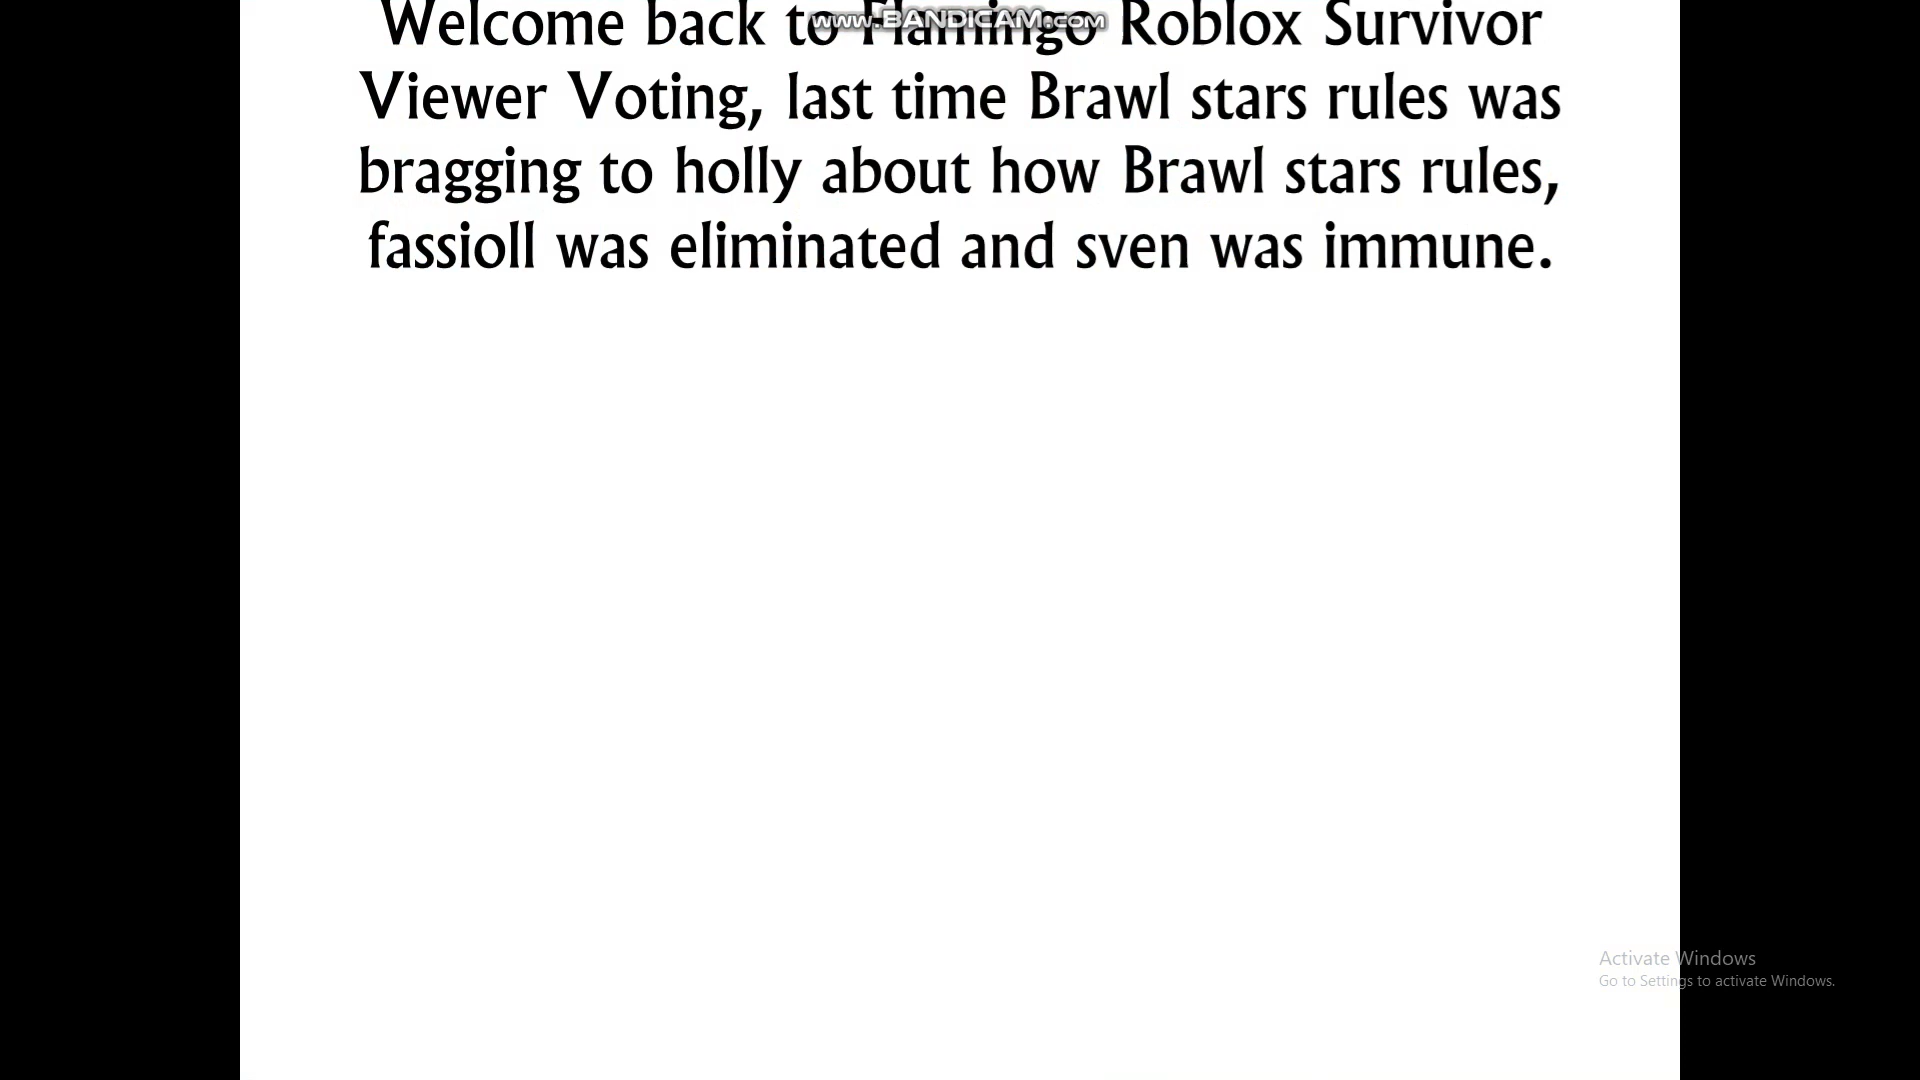 Welcome back to Flamingo Roblox Survivor
www.BANDICAM.com
Viewer Voting, last time Brawl stars rules was
bragging to holly about how Brawl stars rules,
fassioll was eliminated and sven was immune.
Activate Windows
Go to Settings to activate Windows.